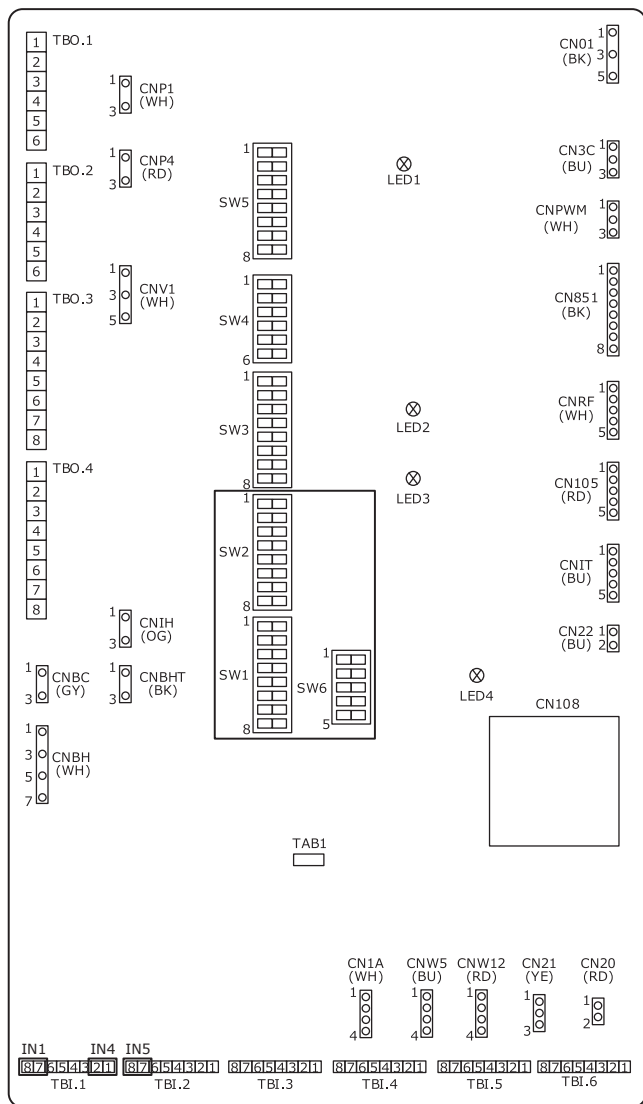 1 TBO.1
2
3
4
5
6
1
CNP1
(WH)
3
1
CNP4
(RD)
3
1 TBO.2
2
3
4
5
6
1
CNV1
(WH)
3
5
1 TBO.3
2
3
4
5
6
7
8
1 TBO.4
2
3
4
5
6
7
8
1
CNIH
(OG)
3
1
CNBC
(GY)
3
1
CNBHT
(BK)
3
1
CNBH
(WH)
3
5
7
1
SW5
8
1
SW4
6
1
SW3
8
1
SW2
8
1
SW1
8
1
SW6
5
LED1
LED2
LED3
LED4
1
CN01
(BK)
3
5
1
CN3C
(BU)
3
1
CNPWM
(WH)
3
1
CN851
(BK)
8
1
CNRF
(WH)
5
1
CN105
(RD)
5
1
CNIT
(BU)
5
1
CN22
(BU)
2
CN108
TAB1
CN1A
(WH)
1
4
CNW5
(BU)
1
4
CNW12
(RD)
1
4
CN21
(YE)
1
3
CN20
(RD)
1
2
IN1 IN4 IN5
87654321 87654321 87654321 87654321 87654321 87654321
TBI.1 TBI.2 TBI.3 TBI.4 TBI.5 TBI.6